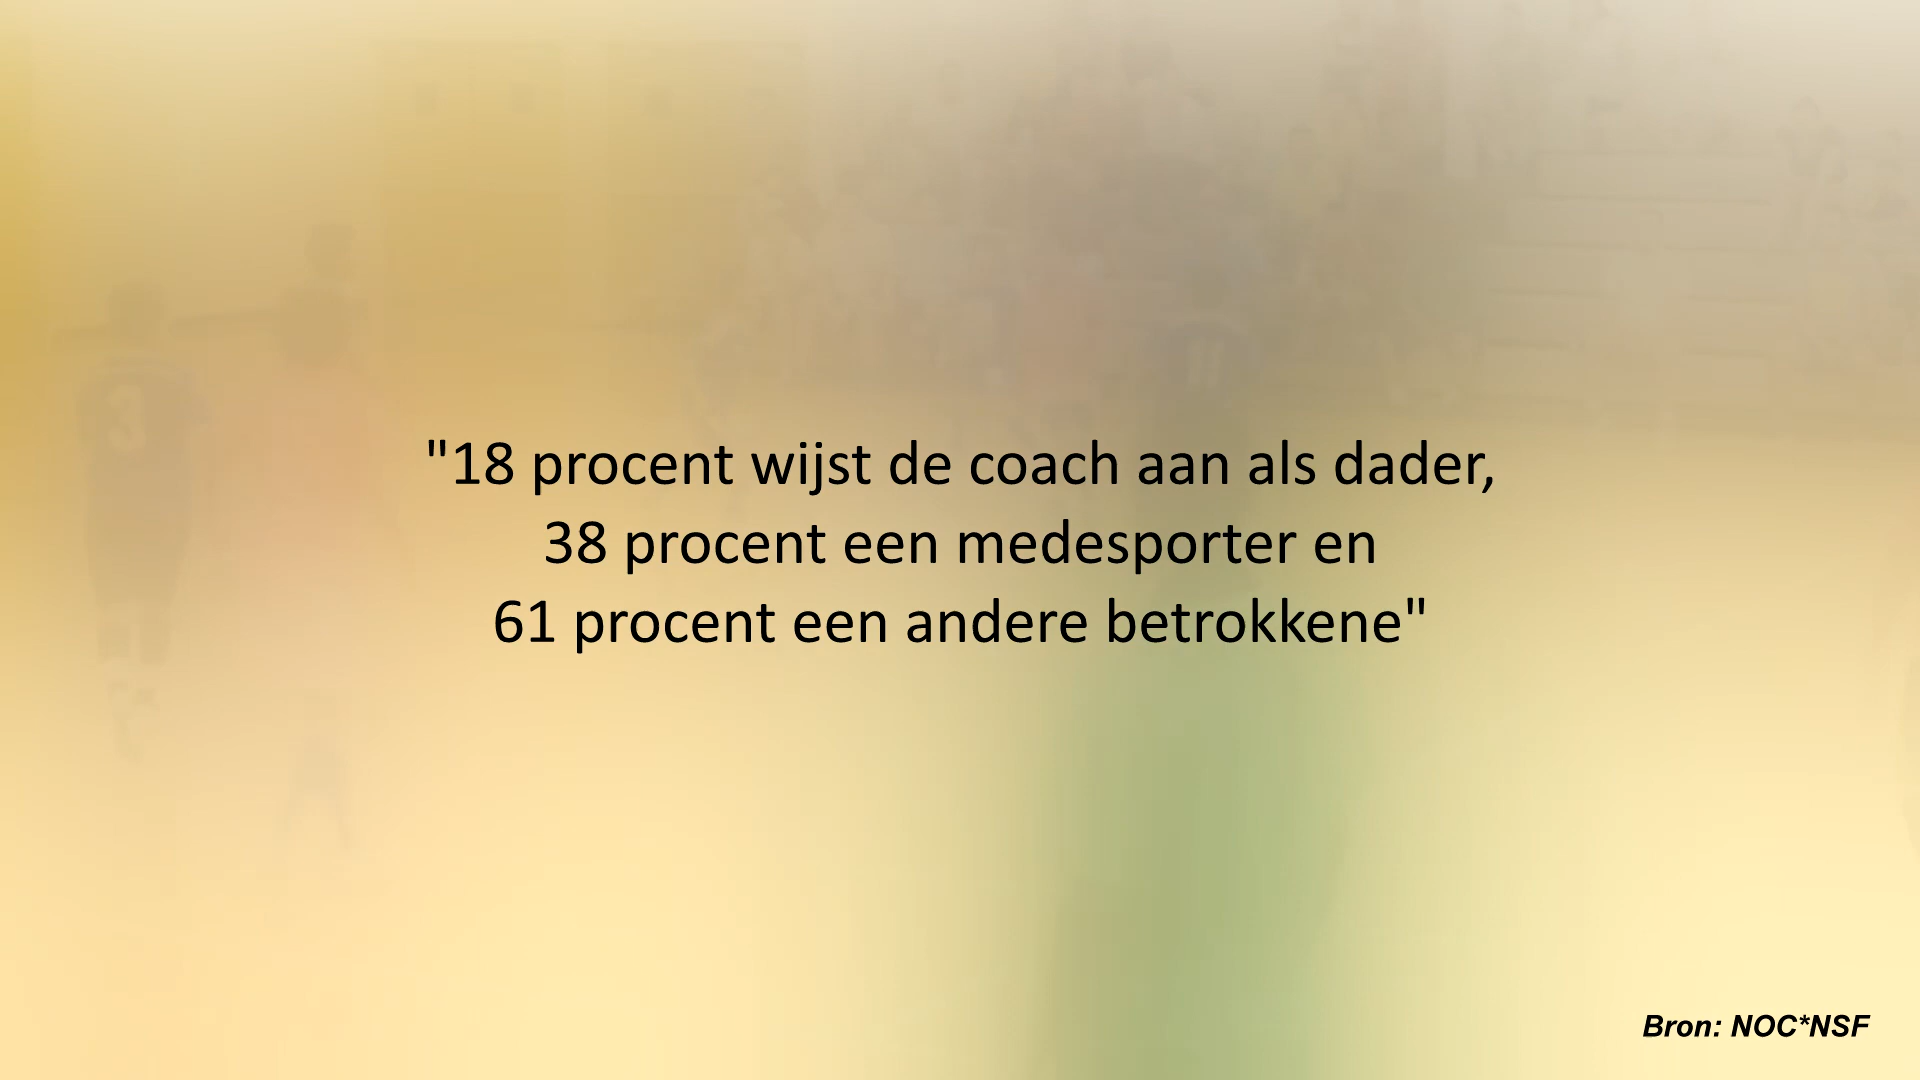 "18 procent wijst de coach aan als dader,
38 procent een medesporter en
61 procent een andere betrokkene"
Bron: NOC*NSF